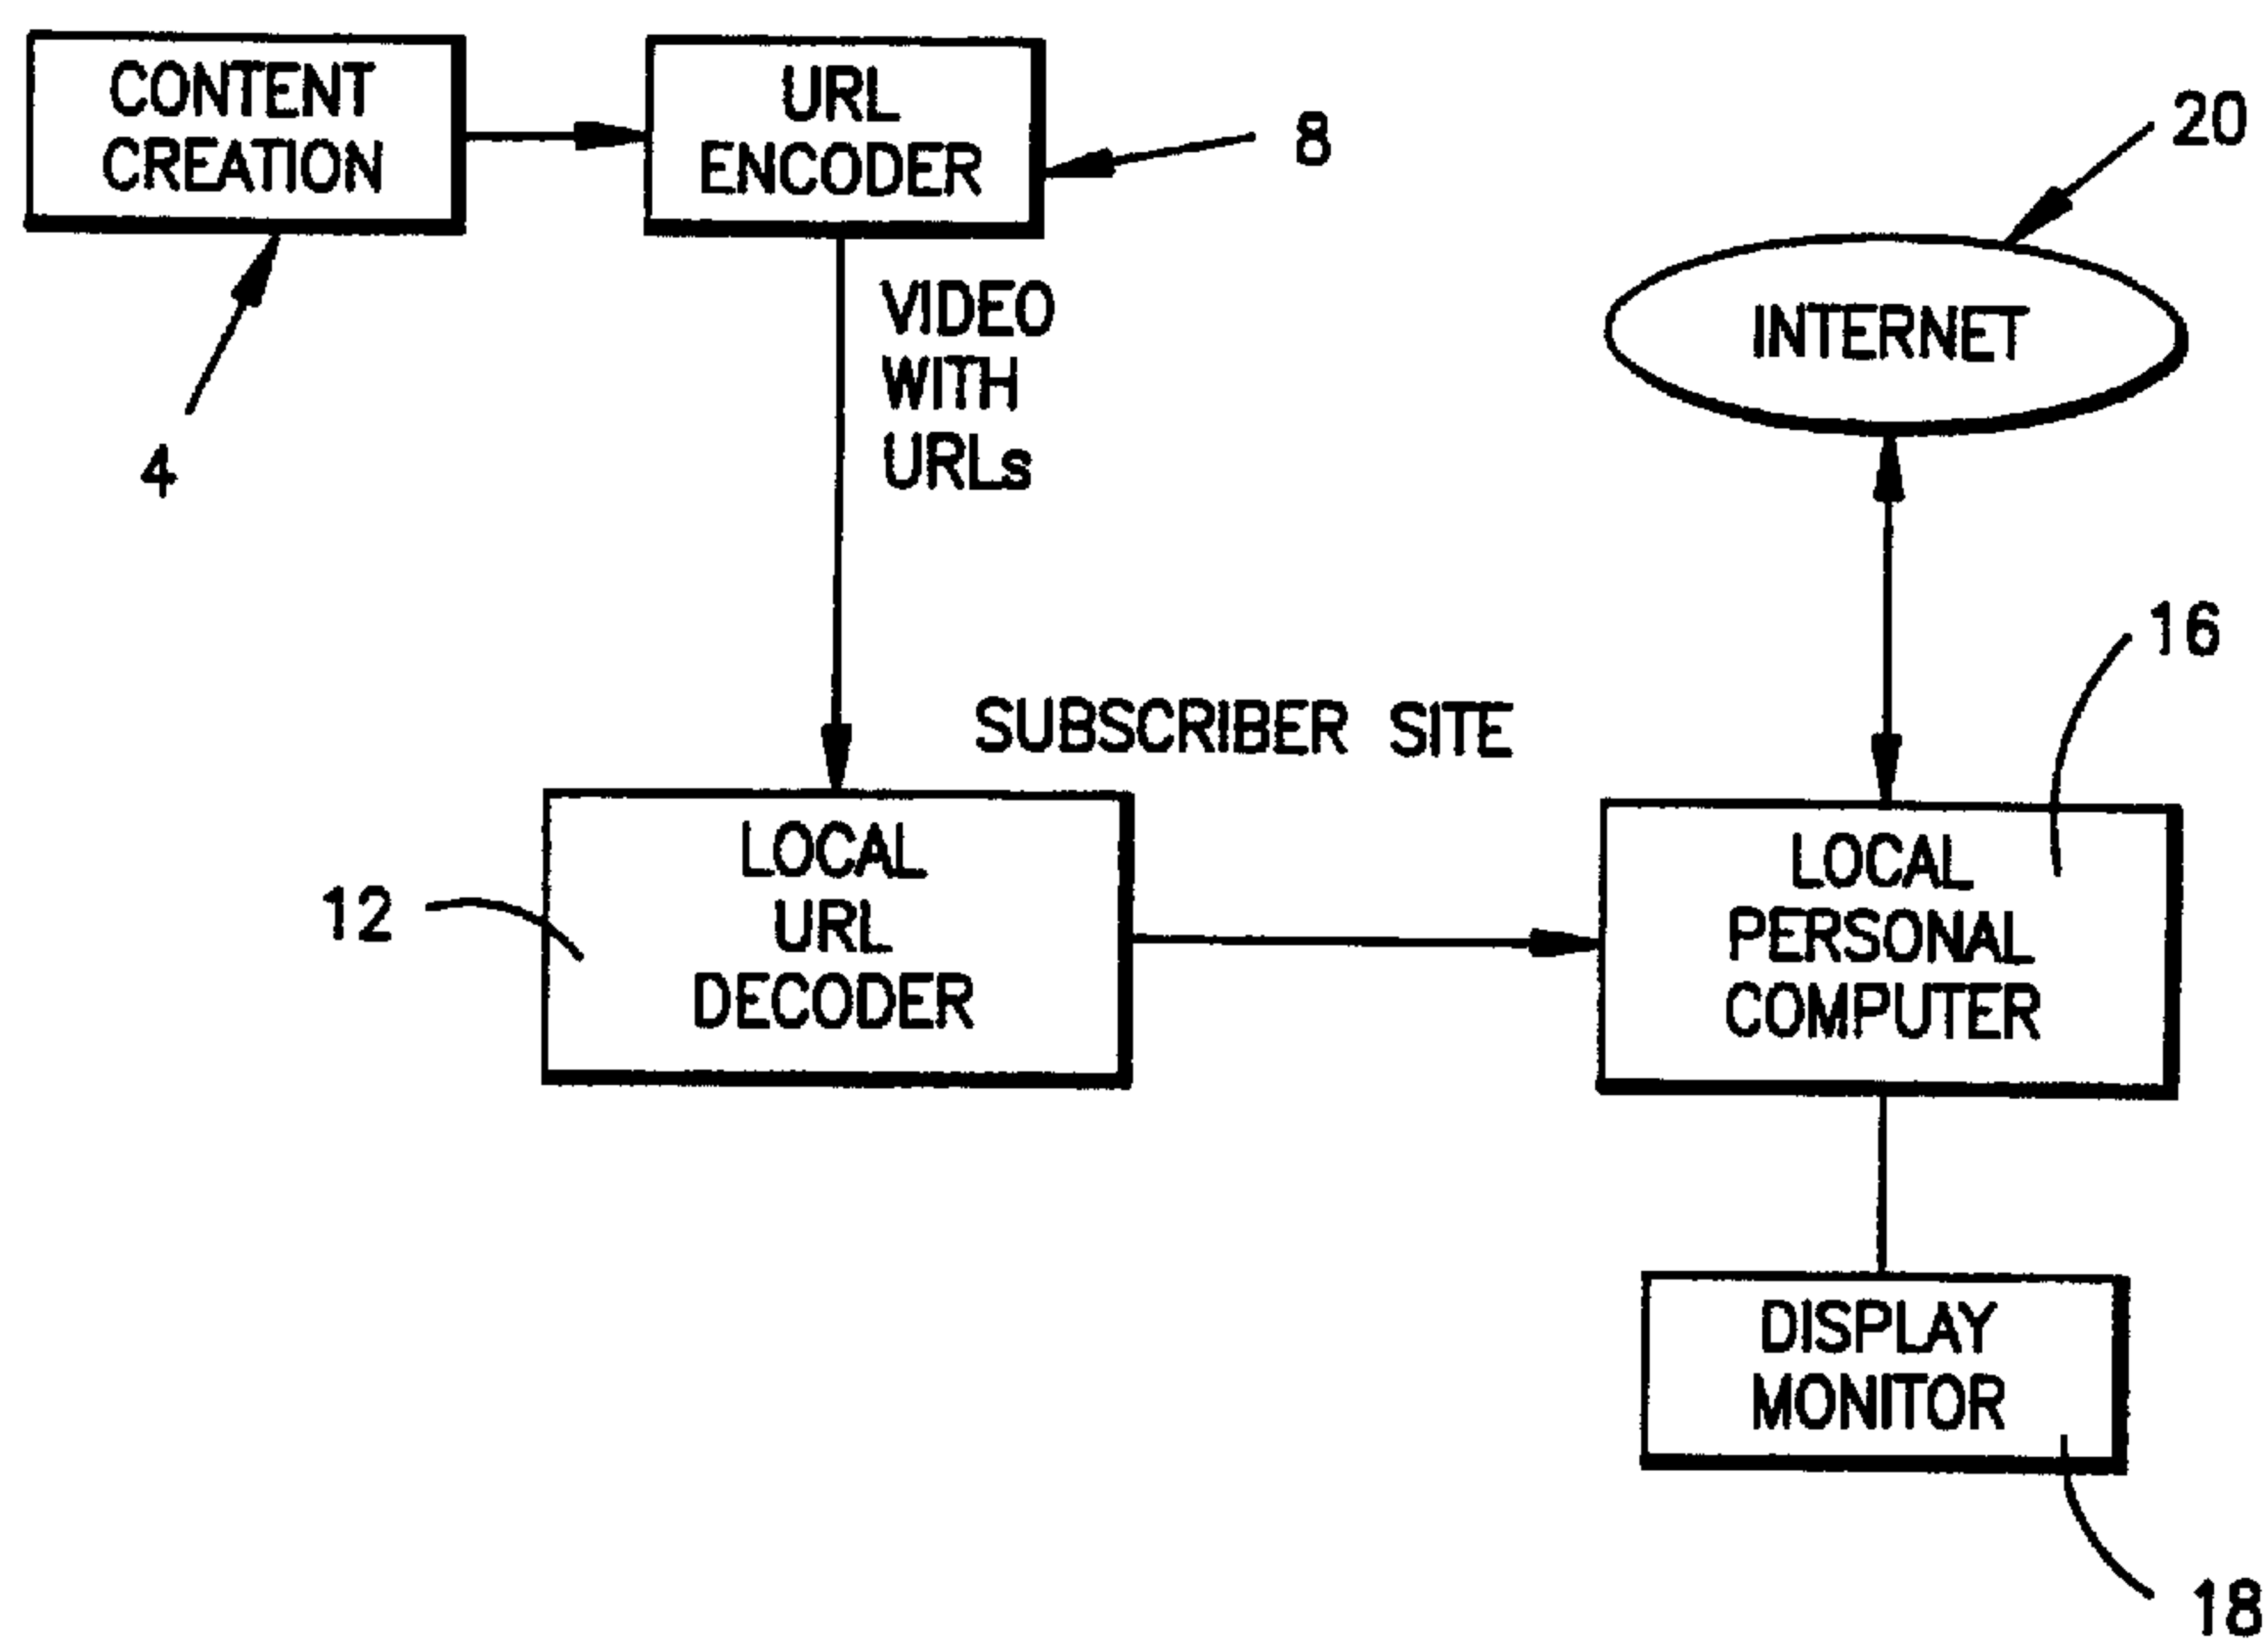 CONTENT
CREATION
URL
ENCODER
8
20
4
VIDEO
WITH
URLs
INTERNET
16
SUBSCRIBER SITE
12
LOCAL
URL
DECODER
LOCAL
PERSONAL
COMPUTER
DISPLAY
MONITOR
18